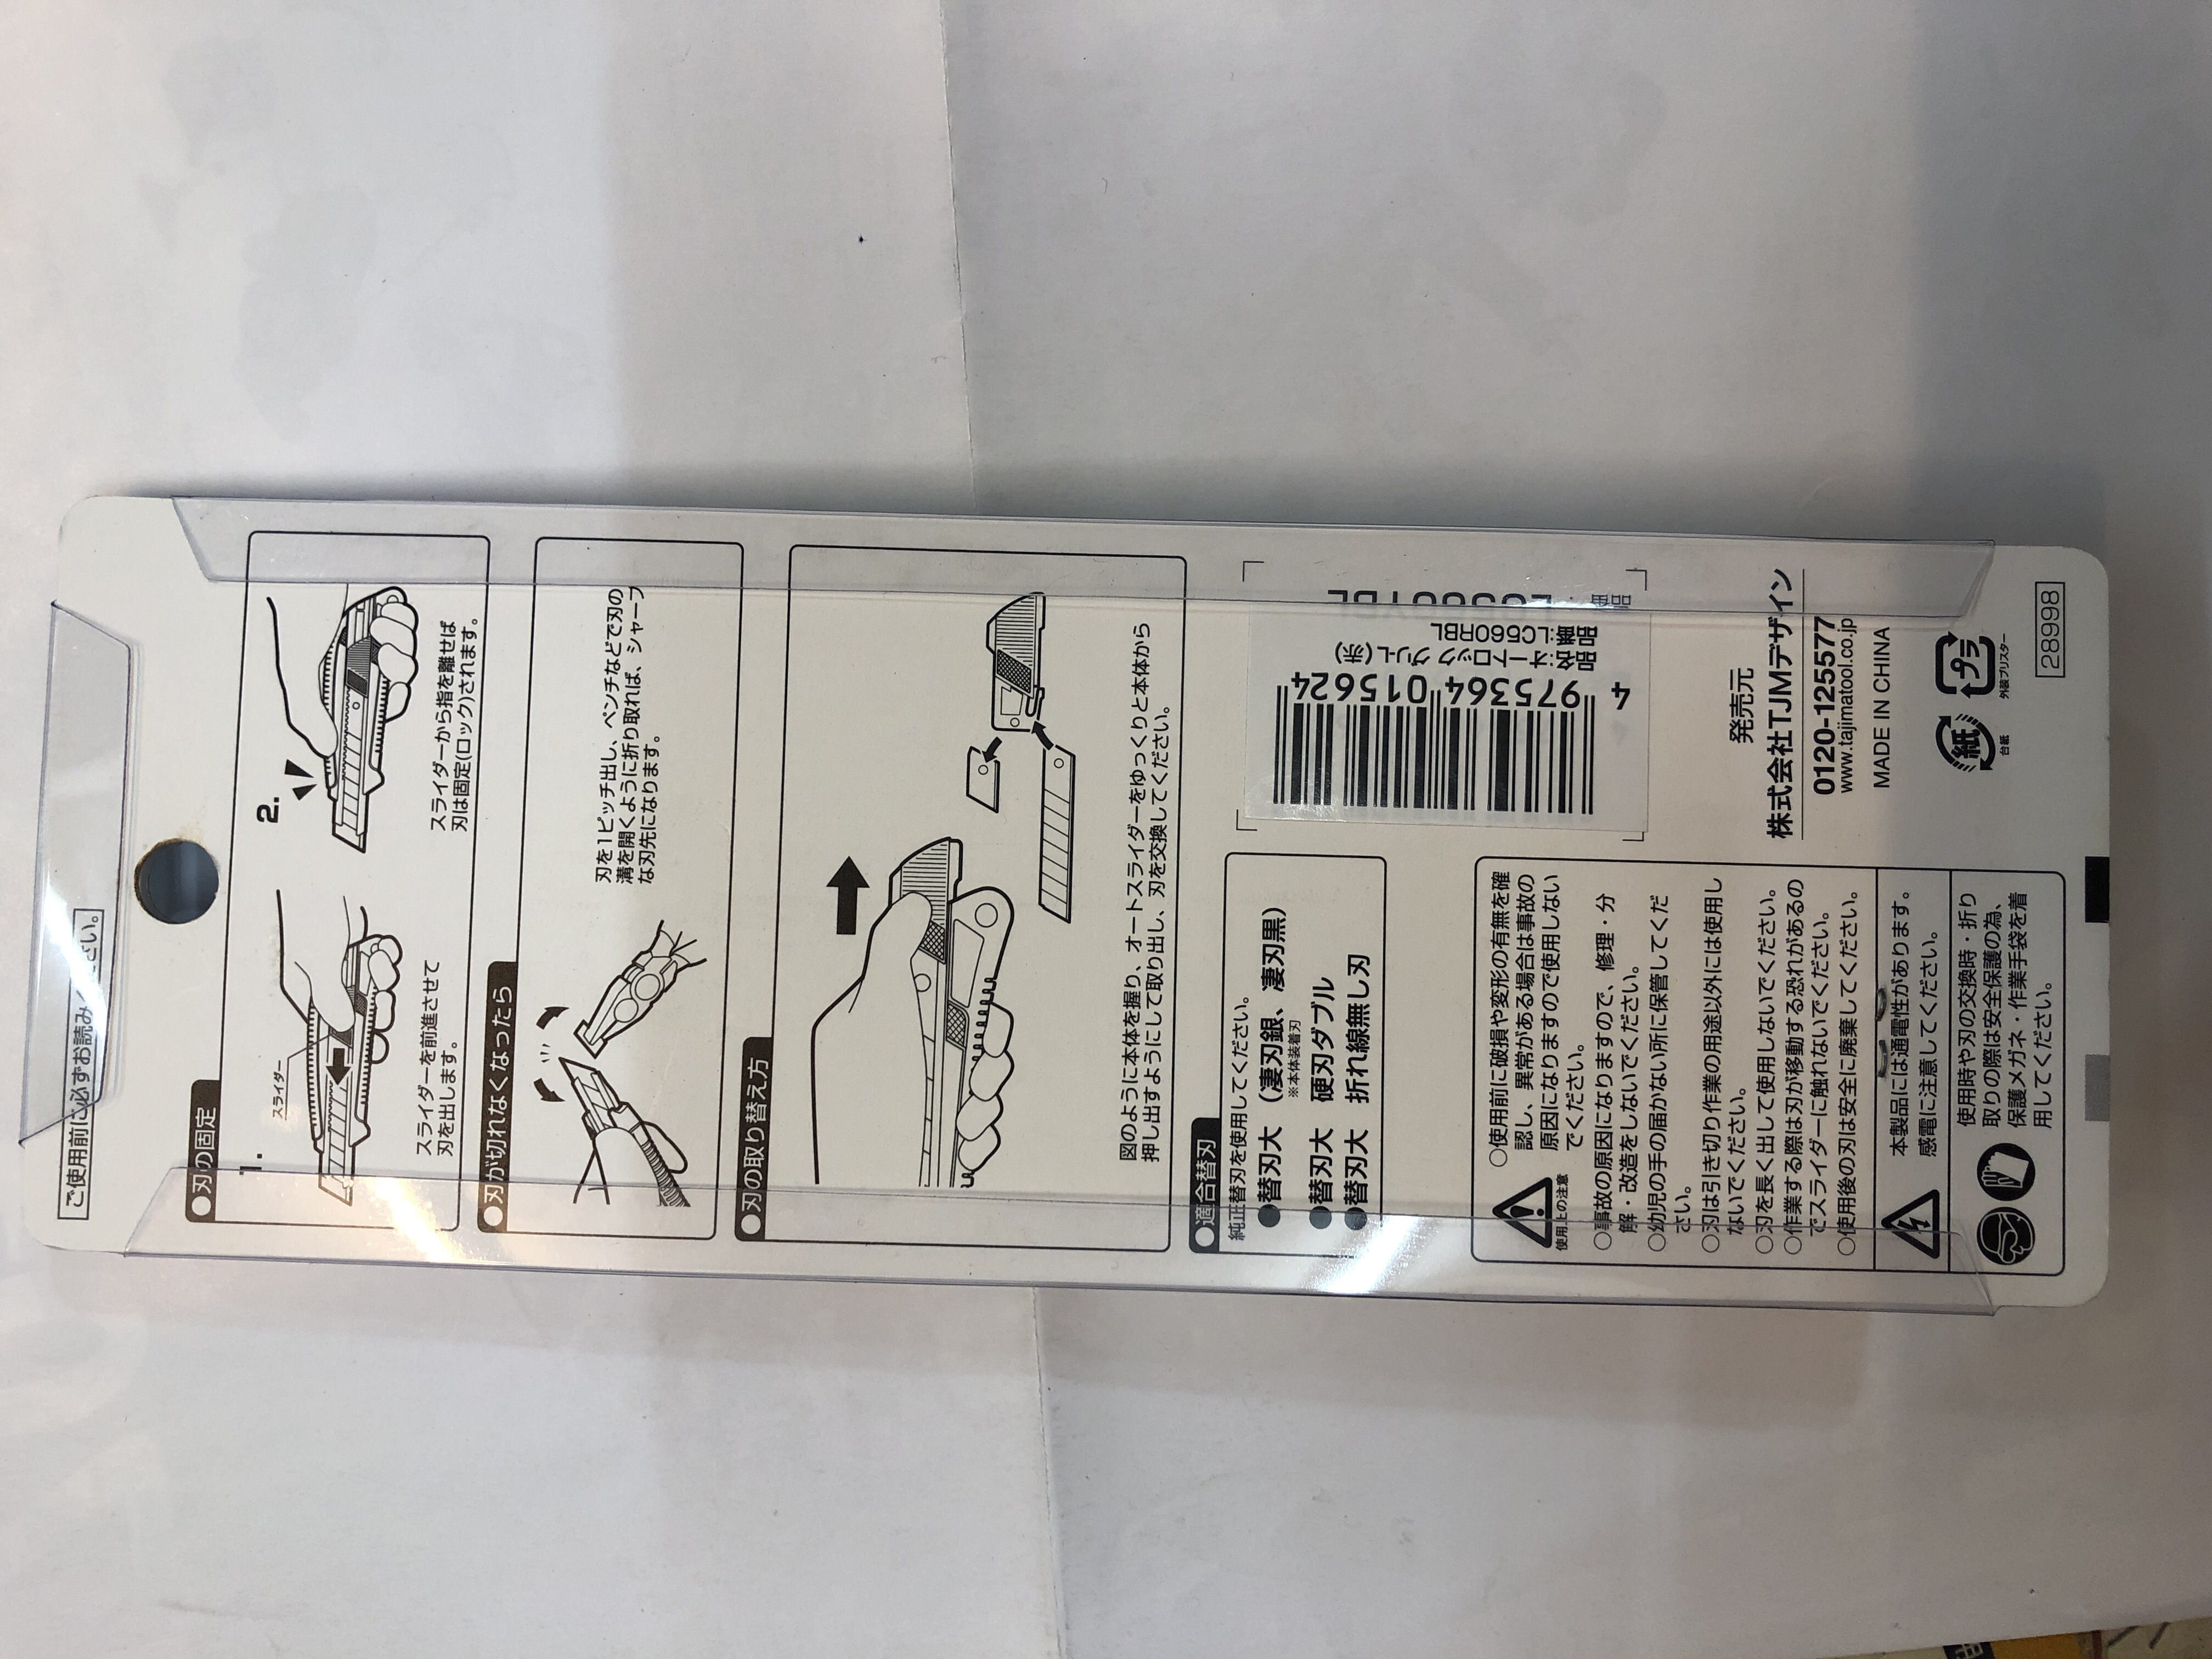 ご使用前に必ずお読みください。
●刃の固定
1.
スライダー
スライダーを前進させて
刃を出します。
2.
スライダーから指を離せば
刃は固定(ロック)されます。
●刃が切れなくなったら
刃を1ピッチ出し、ペンチなどで刃の
溝を開くように折り取れば、シャープ
な刃先になります。
●刃の取り替え方
図のように本体を握り、オートスライダーをゆっくりと本体から
押し出すようにして取り出し、刃を交換してください。
●適合替刃
純正替刃を使用してください。
●替刃大 (凄刃銀、凄刃黒)
※本体装着刃
●替刃大 硬刃ダブル
●替刃大 折れ線無し刃
4 975364 015624
オートロック グリL(赤)
LC560RBL
使用上の注意
○使用前に破損や変形の有無を確
認し、異常がある場合は事故の
原因になりますので使用しない
でください。
○事故の原因になりますので、修理・分
解・改造をしないでください。
○幼児の手の届かない所に保管してくだ
さい。
○刃は引き切り作業の用途以外には使用し
ないでください。
○刃を長く出して使用しないでください。
○作業する際は刃が移動する恐れがあるの
でスライダーに触れないでください。
○使用後の刃は安全に廃棄してください。
本製品には通電性があります。
感電に注意してください。
使用時や刃の交換時・折り
取りの際は安全保護の為、
保護メガネ・作業手袋を着
用してください。
発売元
株式会社TJMデザイン
0120-125577
www.tajimatool.co.jp
MADE IN CHINA
紙
台紙
プラ
外装ブリスター
28998